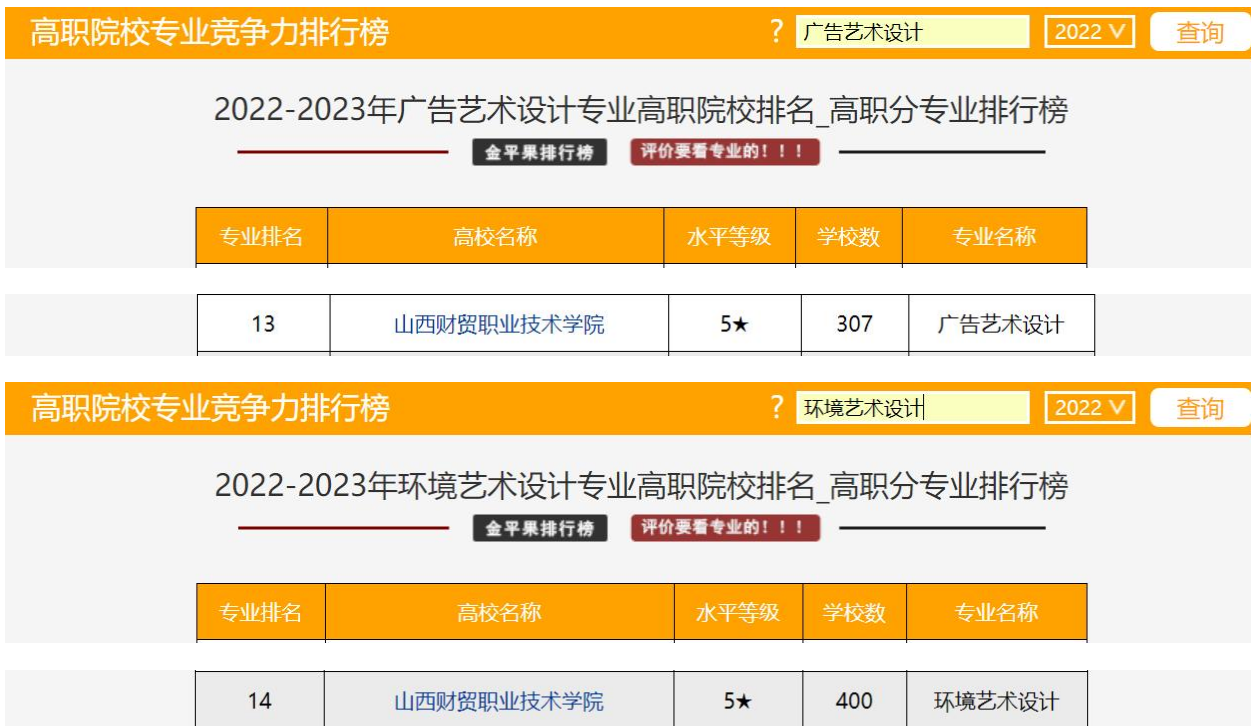 高职院校专业竞争力排行榜 ? 广告艺术设计 2022 ∨ 查询
2022-2023年广告艺术设计专业高职院校排名_高职分专业排行榜
金平果排行榜 评价要看专业的！！！
专业排名 高校名称 水平等级 学校数 专业名称
13 山西财贸职业技术学院 5★ 307 广告艺术设计
高职院校专业竞争力排行榜 ? 环境艺术设计 2022 ∨ 查询
2022-2023年环境艺术设计专业高职院校排名_高职分专业排行榜
金平果排行榜 评价要看专业的！！！
专业排名 高校名称 水平等级 学校数 专业名称
14 山西财贸职业技术学院 5★ 400 环境艺术设计